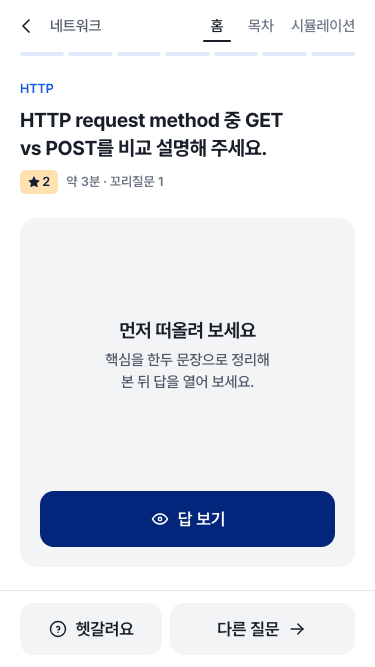 네트워크
홈 목차 시뮬레이션
HTTP
HTTP request method 중 GET
vs POST를 비교 설명해 주세요.
★ 2 약 3분 · 꼬리질문 1
먼저 떠올려 보세요
핵심을 한두 문장으로 정리해
본 뒤 답을 열어 보세요.
답 보기
헷갈려요
다른 질문 →